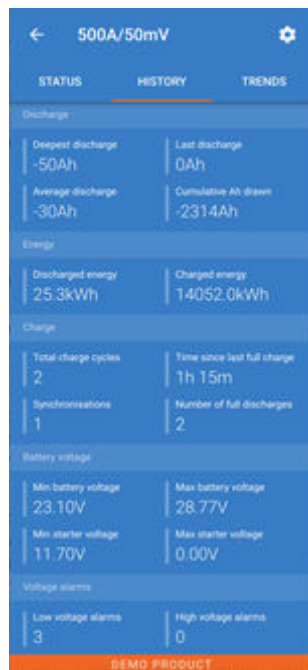 500A/50mV
STATUS HISTORY TRENDS
Discharge
Deepest discharge Last discharge
-50Ah 0Ah
Average discharge Cumulative Ah drawn
-30Ah -2314Ah
Energy
Discharged energy Charged energy
25.3kWh 14052.0kWh
Charge
Total charge cycles Time since last full charge
2 1h 15m
Synchronisations Number of full discharges
1 2
Battery voltage
Min battery voltage Max battery voltage
23.10V 28.77V
Min starter voltage Max starter voltage
11.70V 0.00V
Voltage alarms
Low voltage alarms High voltage alarms
3 0
DEMO PRODUCT